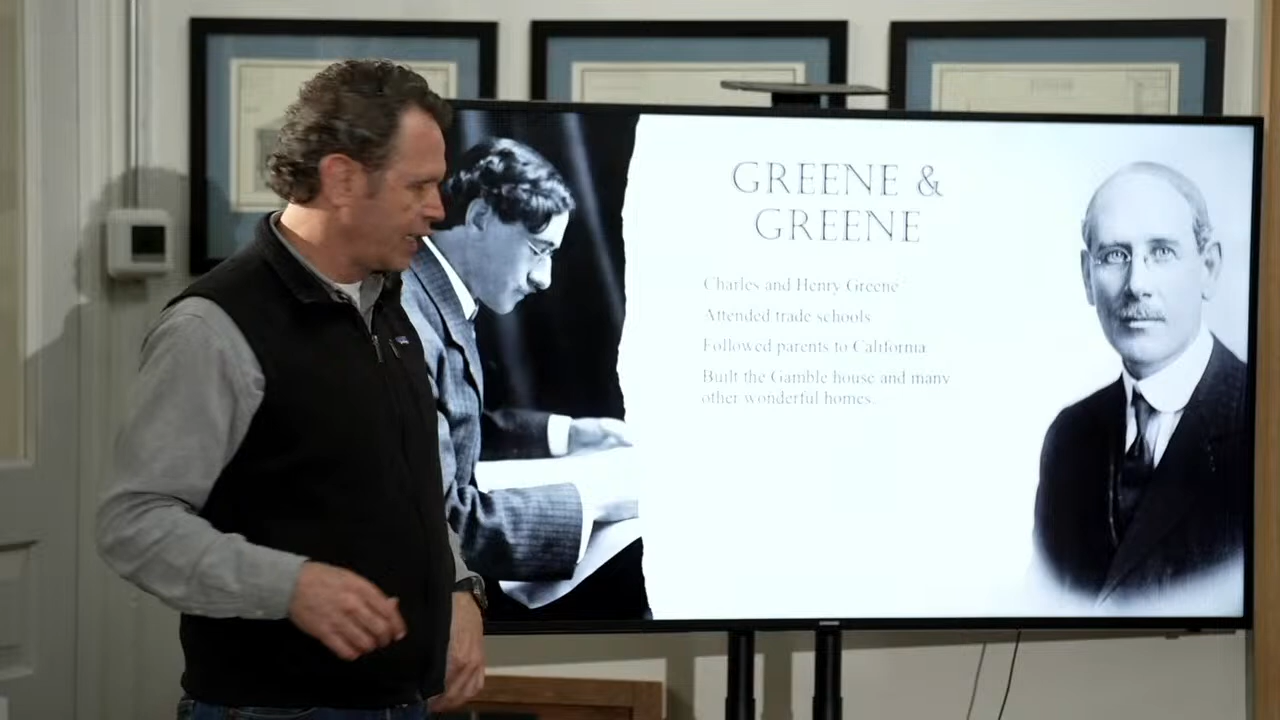 GREENE &
GREENE
Charles and Henry Greene
Attended trade schools
Followed parents to California
Built the Gamble house and many
other wonderful homes.